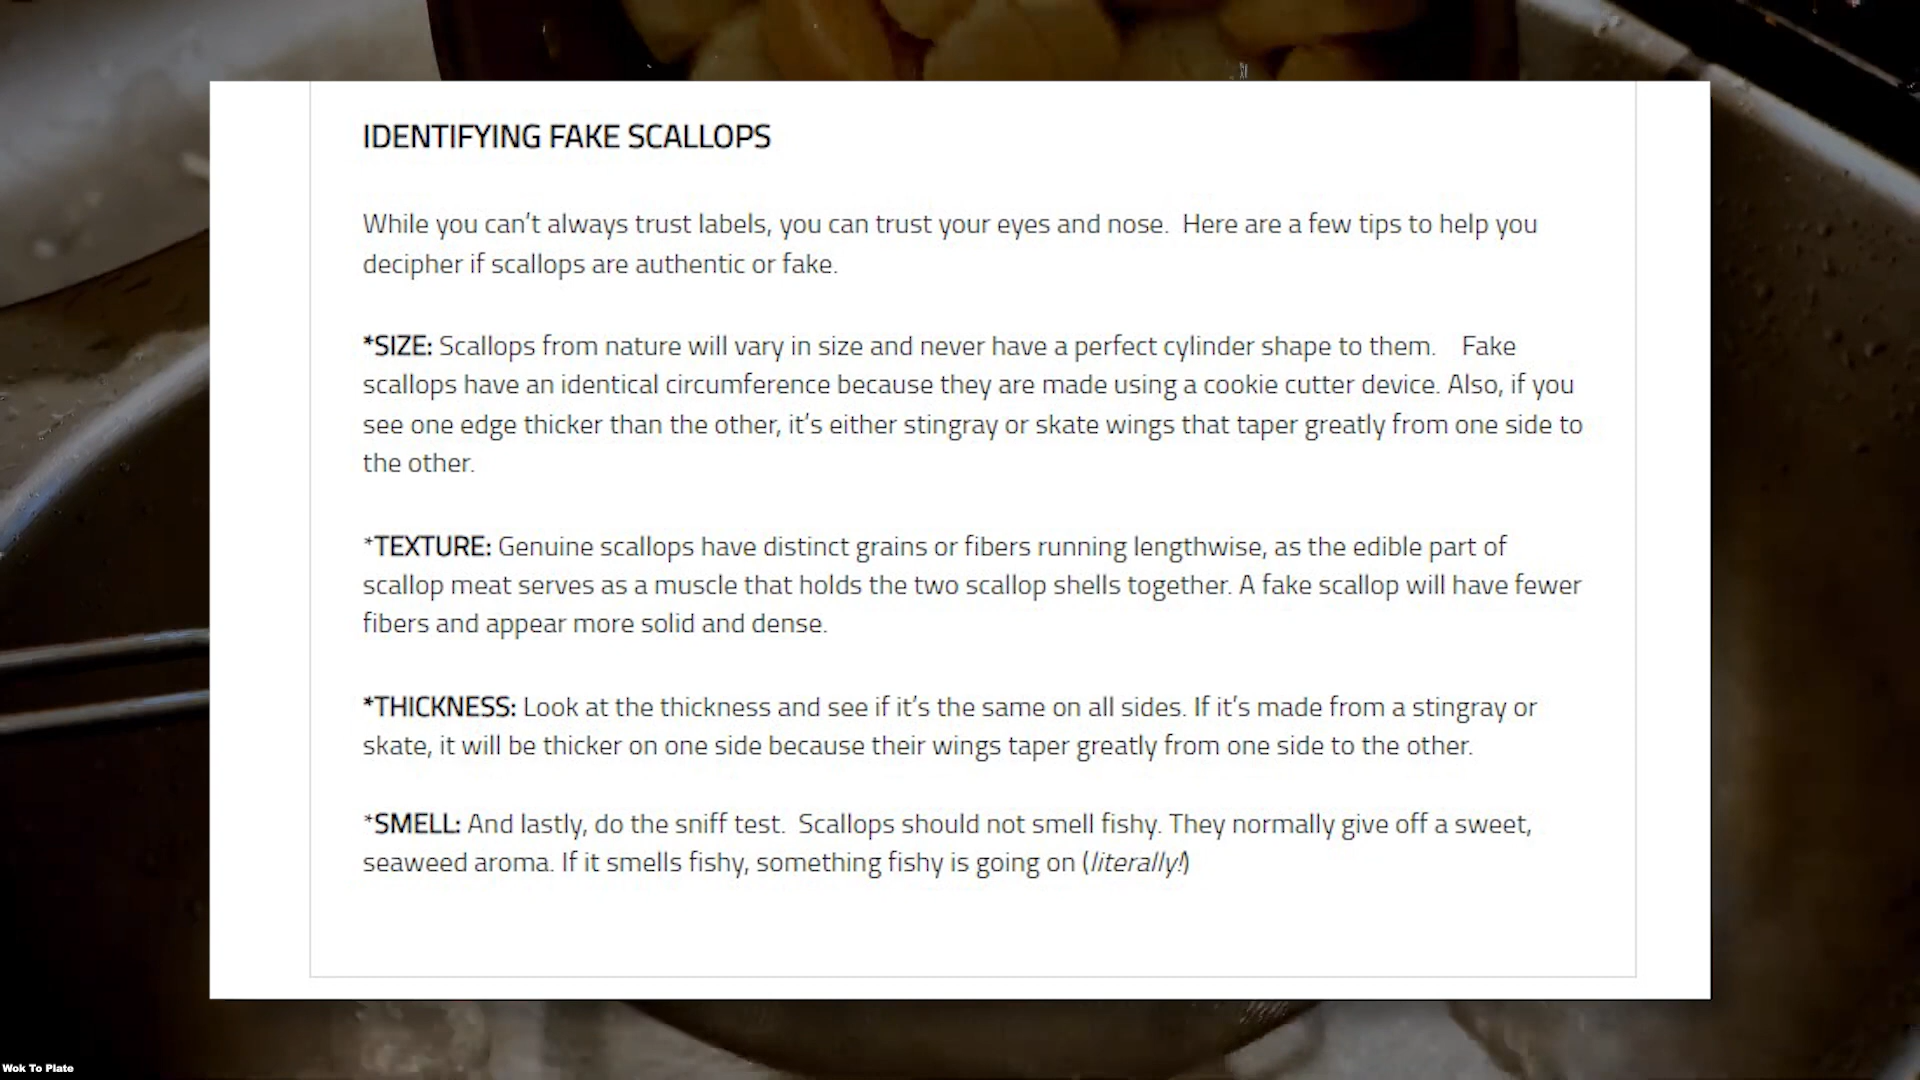 IDENTIFYING FAKE SCALLOPS
While you can't always trust labels, you can trust your eyes and nose.  Here are a few tips to help you
decipher if scallops are authentic or fake.
*SIZE: Scallops from nature will vary in size and never have a perfect cylinder shape to them.    Fake
scallops have an identical circumference because they are made using a cookie cutter device. Also, if you
see one edge thicker than the other, it's either stingray or skate wings that taper greatly from one side to
the other.
*TEXTURE: Genuine scallops have distinct grains or fibers running lengthwise, as the edible part of
scallop meat serves as a muscle that holds the two scallop shells together. A fake scallop will have fewer
fibers and appear more solid and dense.
*THICKNESS: Look at the thickness and see if it's the same on all sides. If it's made from a stingray or
skate, it will be thicker on one side because their wings taper greatly from one side to the other.
*SMELL: And lastly, do the sniff test.  Scallops should not smell fishy. They normally give off a sweet,
seaweed aroma. If it smells fishy, something fishy is going on (literally!)
Wok To Plate